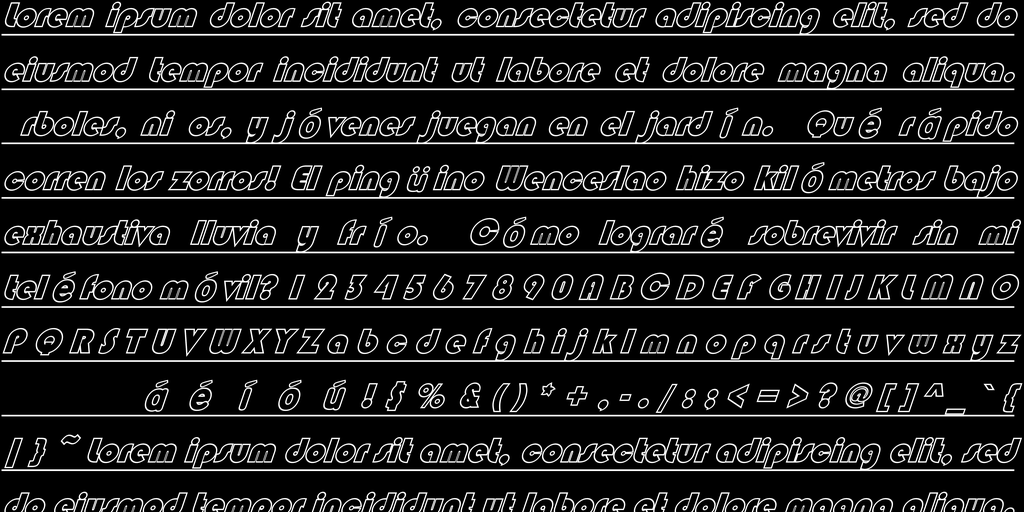 Lorem ipsum dolor sit amet, consectetur adipiscing elit, sed do
eiusmod tempor incididunt ut labore et dolore magna aliqua.
rboles, ni os, y jóvenes juegan en el jardín. Qué rápido
corren los zorros! El pingüino Wenceslao hizo kilómetros bajo
exhaustiva lluvia y frío. Cómo lograré sobrevivir sin mi
teléfono móvil? 1 2 3 4 5 6 7 8 9 0 A B C D E F G H I J K L M N O
P Q R S T U V W X Y Z a b c d e f g h i j k l m n o p q r s t u v w x y z
á é í ó ú ! } % & ( ) * + , - . / : ; < = > ? @ [ ] ^ _ ` {
| } ~ Lorem ipsum dolor sit amet, consectetur adipiscing elit, sed
do eiusmod tempor incididunt ut labore et dolore magna aliqua.